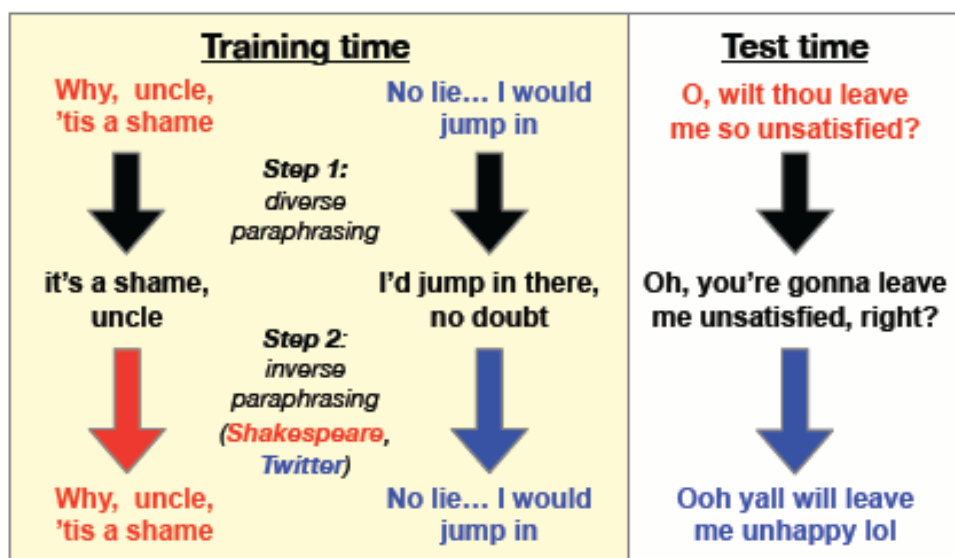 Training time
Why, uncle,
'tis a shame
No lie... I would
jump in
Step 1:
diverse
paraphrasing
it's a shame,
uncle
I'd jump in there,
no doubt
Step 2:
inverse
paraphrasing
(Shakespeare,
Twitter)
Why, uncle,
'tis a shame
No lie... I would
jump in
Test time
O, wilt thou leave
me so unsatisfied?
Oh, you're gonna leave
me unsatisfied, right?
Ooh yall will leave
me unhappy lol